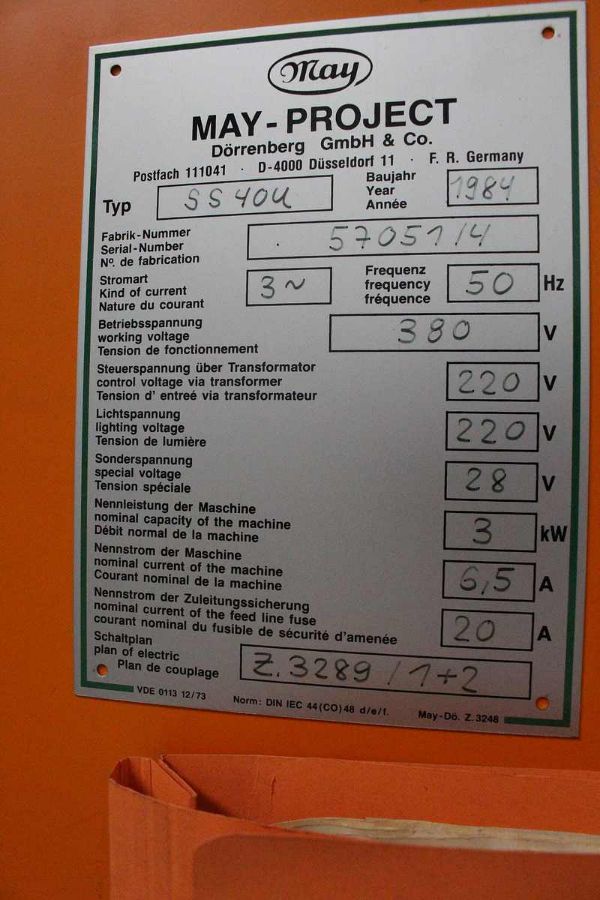 May
MAY-PROJECT
Dörrenberg GmbH & Co.
Postfach 111041 · D-4000 Düsseldorf 11 · F. R. Germany
Typ SS40U
Baujahr
Year
Année
1984
Fabrik-Nummer
Serial-Number
Nº. de fabrication
57051/4
Stromart
Kind of current
Nature du courant
3~
Frequenz
frequency
fréquence
50 Hz
Betriebsspannung
working voltage
Tension de fonctionnement
380 V
Steuerspannung über Transformator
control voltage via transformer
Tension d' entreé via transformateur
220 V
Lichtspannung
lighting voltage
Tension de lumière
220 V
Sonderspannung
special voltage
Tension spéciale
28 V
Nennleistung der Maschine
nominal capacity of the machine
Débit normal de la machine
3 kW
Nennstrom der Maschine
nominal current of the machine
Courant nominal de la machine
6,5 A
Nennstrom der Zuleitungssicherung
nominal current of the feed line fuse
courant nominal du fusible de sécurité d'amenée
20 A
Schaltplan
plan of electric
Plan de couplage
Z.3289/1+2
VDE 0113 12/73 Norm: DIN IEC 44(CO)48 d/e/f. May-Dö. Z.3248